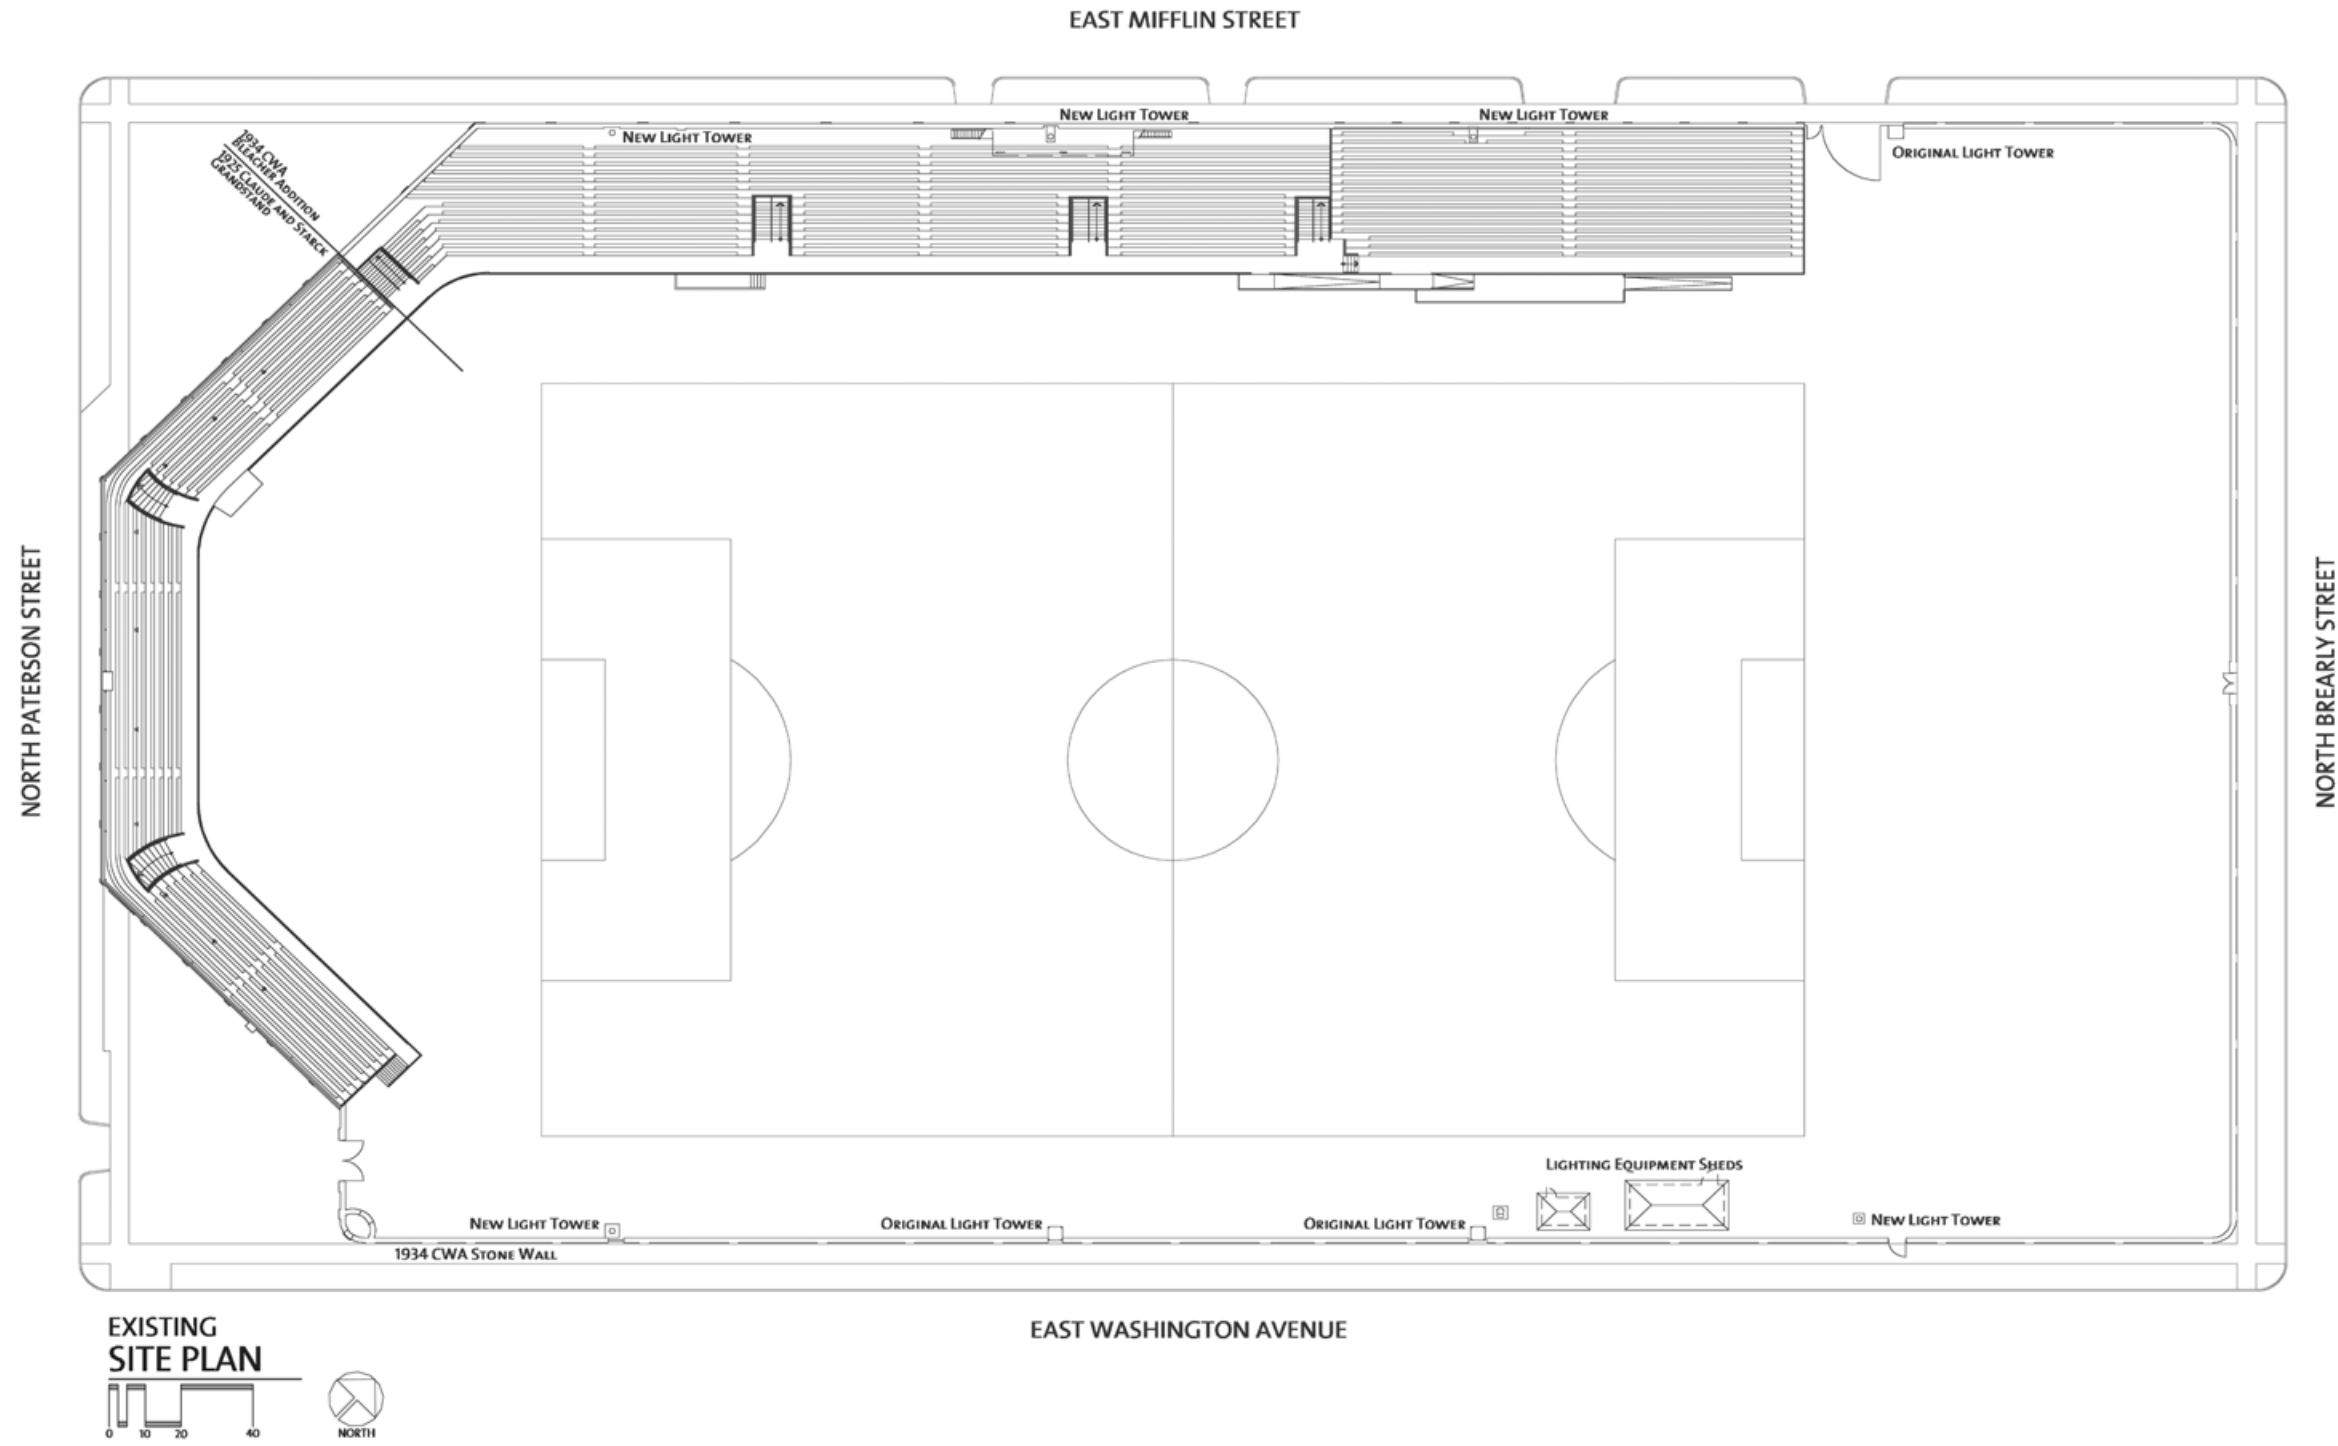 EAST MIFFLIN STREET
NEW LIGHT TOWER
NEW LIGHT TOWER
NEW LIGHT TOWER
ORIGINAL LIGHT TOWER
1934 CWA
BLEACHER ADDITION
1925 CLAUDE AND STARCK
GRANDSTAND
NORTH PATERSON STREET
NORTH BREARLY STREET
LIGHTING EQUIPMENT SHEDS
NEW LIGHT TOWER
ORIGINAL LIGHT TOWER
ORIGINAL LIGHT TOWER
NEW LIGHT TOWER
1934 CWA STONE WALL
EAST WASHINGTON AVENUE
EXISTING
SITE PLAN
0 10 20 40
NORTH